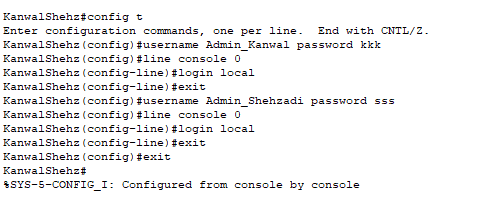 KanwalShehz#config t
Enter configuration commands, one per line.  End with CNTL/Z.
KanwalShehz(config)#username Admin_Kanwal password kkk
KanwalShehz(config)#line console 0
KanwalShehz(config-line)#login local
KanwalShehz(config-line)#exit
KanwalShehz(config)#username Admin_Shehzadi password sss
KanwalShehz(config)#line console 0
KanwalShehz(config-line)#login local
KanwalShehz(config-line)#exit
KanwalShehz(config)#exit
KanwalShehz#
%SYS-5-CONFIG_I: Configured from console by console